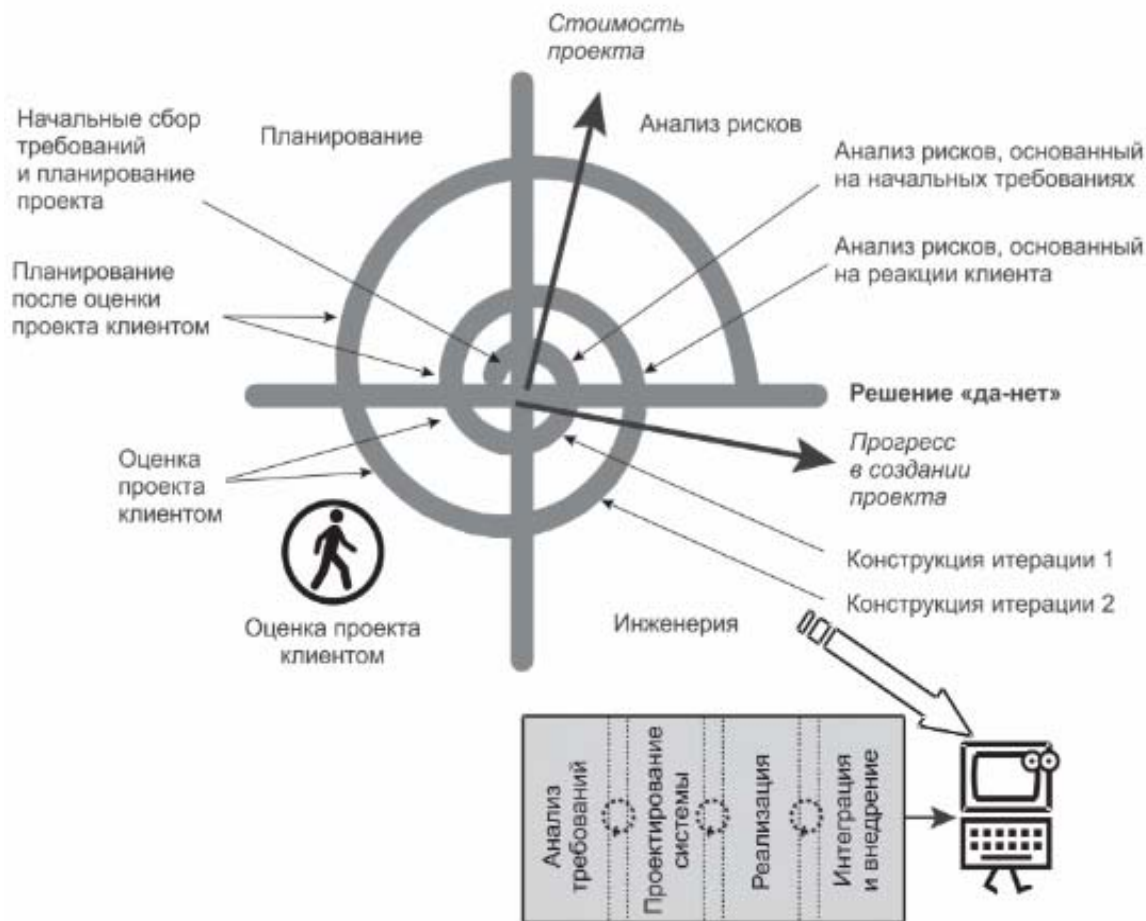 Стоимость
проекта
Начальные сбор
требований
и планирование
проекта
Планирование
Анализ рисков
Анализ рисков, основанный
на начальных требованиях
Анализ рисков, основанный
на реакции клиента
Планирование
после оценки
проекта клиентом
Решение «да-нет»
Прогресс
в создании
проекта
Оценка
проекта
клиентом
Конструкция итерации 1
Конструкция итерации 2
Оценка проекта
клиентом
Инженерия
Анализ
требований
Проектирование
системы
Реализация
Интеграция
и внедрение